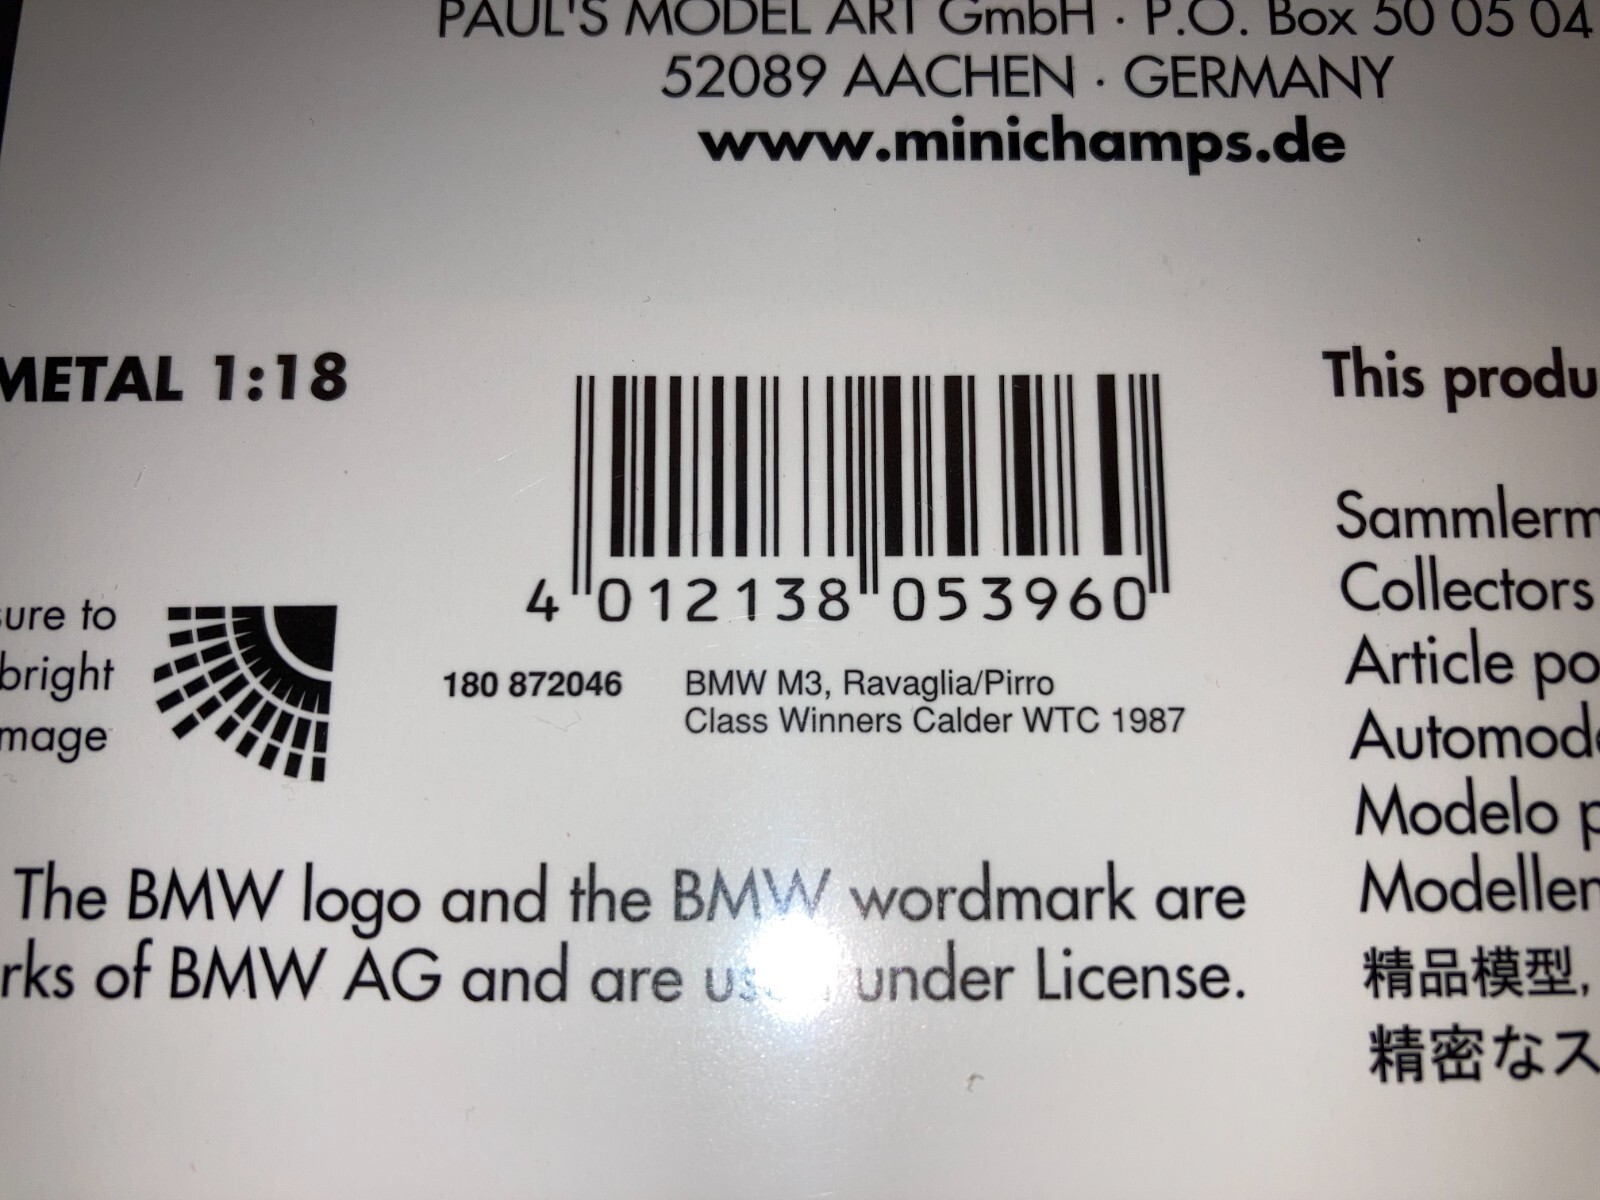 PAUL'S MODEL ART GmbH · P.O. Box 50 05 04
52089 AACHEN · GERMANY
www.minichamps.de
METAL 1:18
4 012138 053960
180 872046 BMW M3, Ravaglia/Pirro
Class Winners Calder WTC 1987
sure to
bright
mage
The BMW logo and the BMW wordmark are
rks of BMW AG and are used under License.
This produ
Sammlerm
Collectors
Article po
Automode
Modelo p
Modellen
精品模型,
精密なス